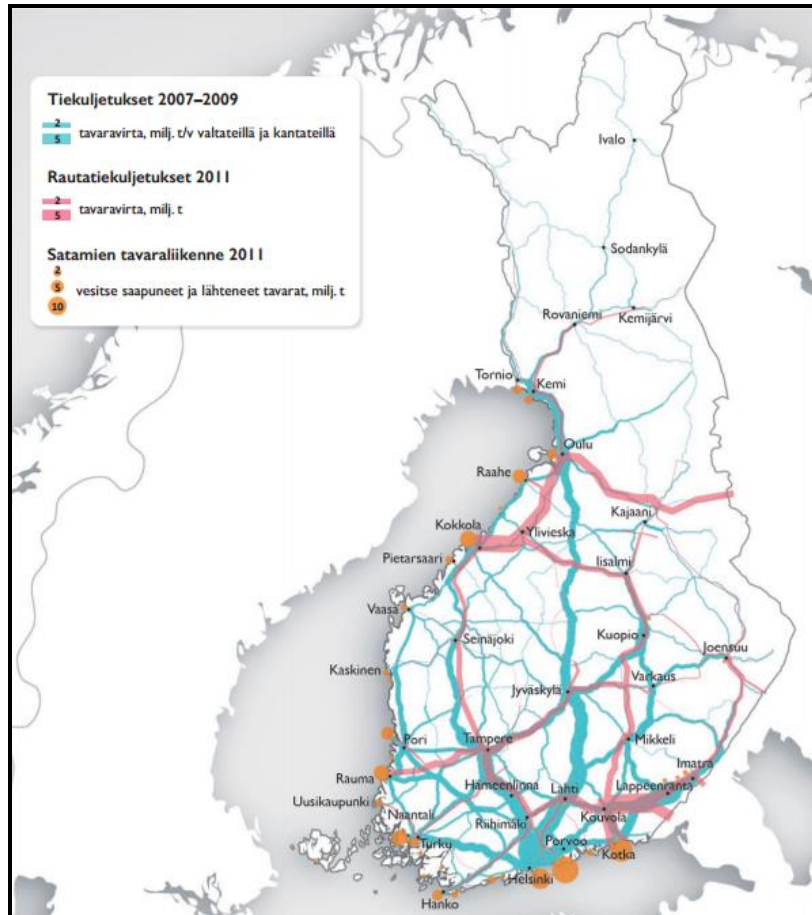 Tiekuljetukset 2007–2009
2
5
tavaravirta, milj. t/v valtateillä ja kantateillä
Rautatiekuljetukset 2011
2
5
tavaravirta, milj. t
Satamien tavaraliikenne 2011
2
5
10
vesitse saapuneet ja lähteneet tavarat, milj. t
Ivalo
Sodankylä
Kemijärvi
Rovaniemi
Tornio
Kemi
Oulu
Raahe
Kajaani
Kokkola
Ylivieska
Pietarsaari
Iisalmi
Vaasa
Seinäjoki
Kuopio
Joensuu
Kaskinen
Varkaus
Jyväskylä
Pori
Tampere
Mikkeli
Imatra
Rauma
Hämeenlinna
Lahti
Lappeenranta
Uusikaupunki
Naantali
Riihimäki
Kouvola
Turku
Porvoo
Kotka
Helsinki
Hanko